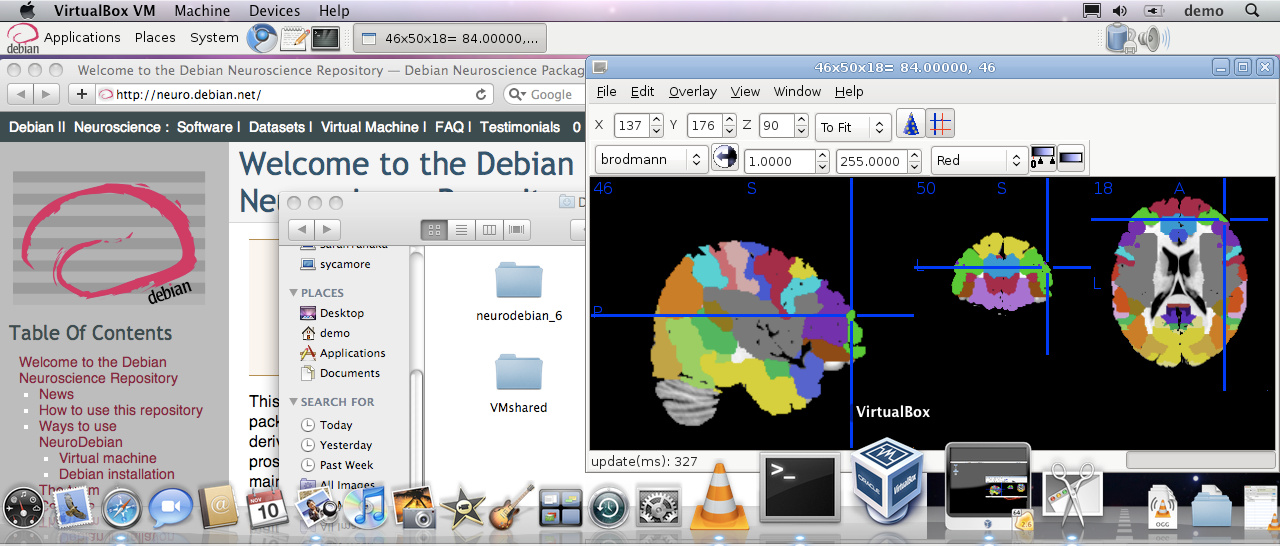 VirtualBox VM Machine Devices Help demo
debian Applications Places System 46x50x18= 84.00000,...
Welcome to the Debian Neuroscience Repository — Debian Neuroscience Packag
http://neuro.debian.net/ Google
Debian || Neuroscience : Software | Datasets | Virtual Machine | FAQ | Testimonials 0
debian
Table Of Contents
Welcome to the Debian
Neuroscience Repository
News
How to use this repository
Ways to use
NeuroDebian
Virtual machine
Debian installation
Welcome to the Debian
This
pack
deriv
pros
main
D
sycamore
PLACES
Desktop
demo
Applications
Documents
SEARCH FOR
Today
Yesterday
Past Week
All Images
neurodebian_6
VMshared
46x50x18= 84.00000, 46
File Edit Overlay View Window Help
X 137 Y 176 Z 90 To Fit
brodmann 1.0000 255.0000 Red
46 S 50 S 18 A
L
L
P
update(ms): 327
VirtualBox
NOV
10
ORACLE
VirtualBox
64
2.6
OGG